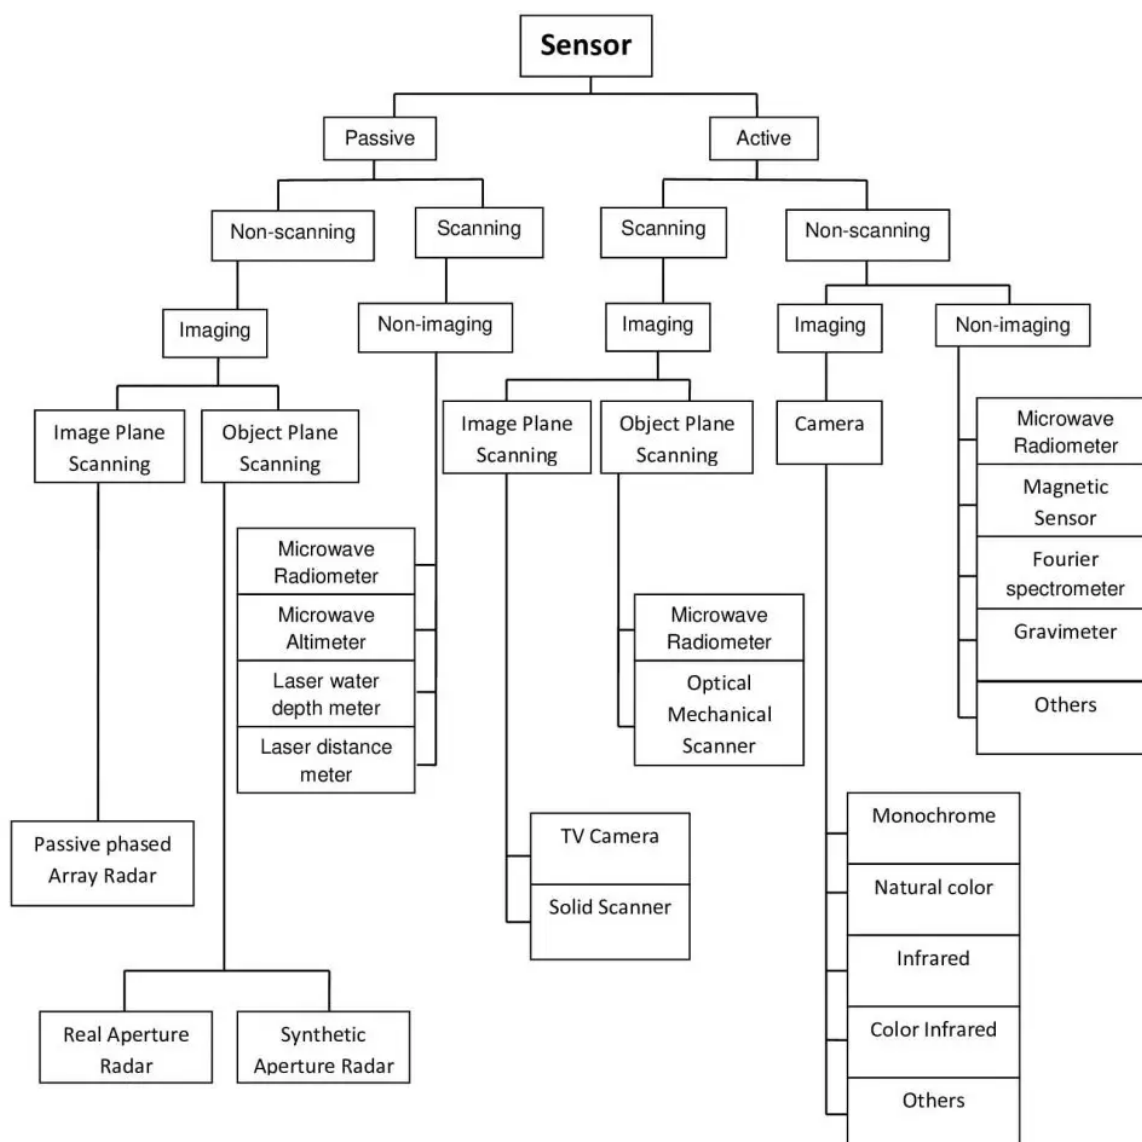 Sensor
Passive
Active
Non-scanning
Scanning
Scanning
Non-scanning
Imaging
Non-imaging
Imaging
Imaging
Non-imaging
Image Plane
Scanning
Object Plane
Scanning
Image Plane
Scanning
Object Plane
Scanning
Camera
Microwave
Radiometer
Magnetic
Sensor
Fourier
spectrometer
Gravimeter
Others
Microwave
Radiometer
Microwave
Altimeter
Laser water
depth meter
Laser distance
meter
Microwave
Radiometer
Optical
Mechanical
Scanner
Passive phased
Array Radar
TV Camera
Solid Scanner
Monochrome
Natural color
Infrared
Color Infrared
Others
Real Aperture
Radar
Synthetic
Aperture Radar